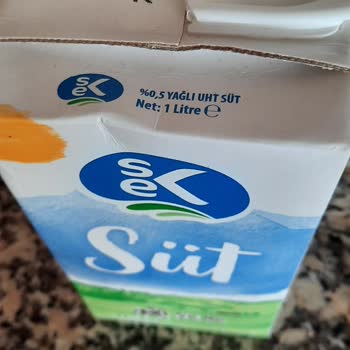 sek
%0,5 YAĞLI UHT SÜT
Net: 1 Litre ℮
sek
Süt